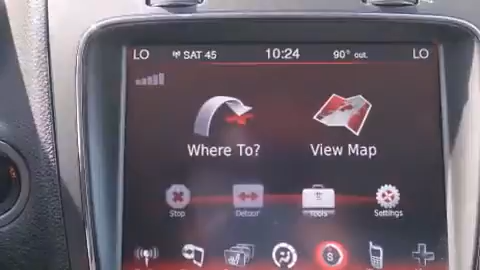 LO SAT 45 10:24 90° out. LO
Where To? View Map
Stop Detour Tools Settings
S